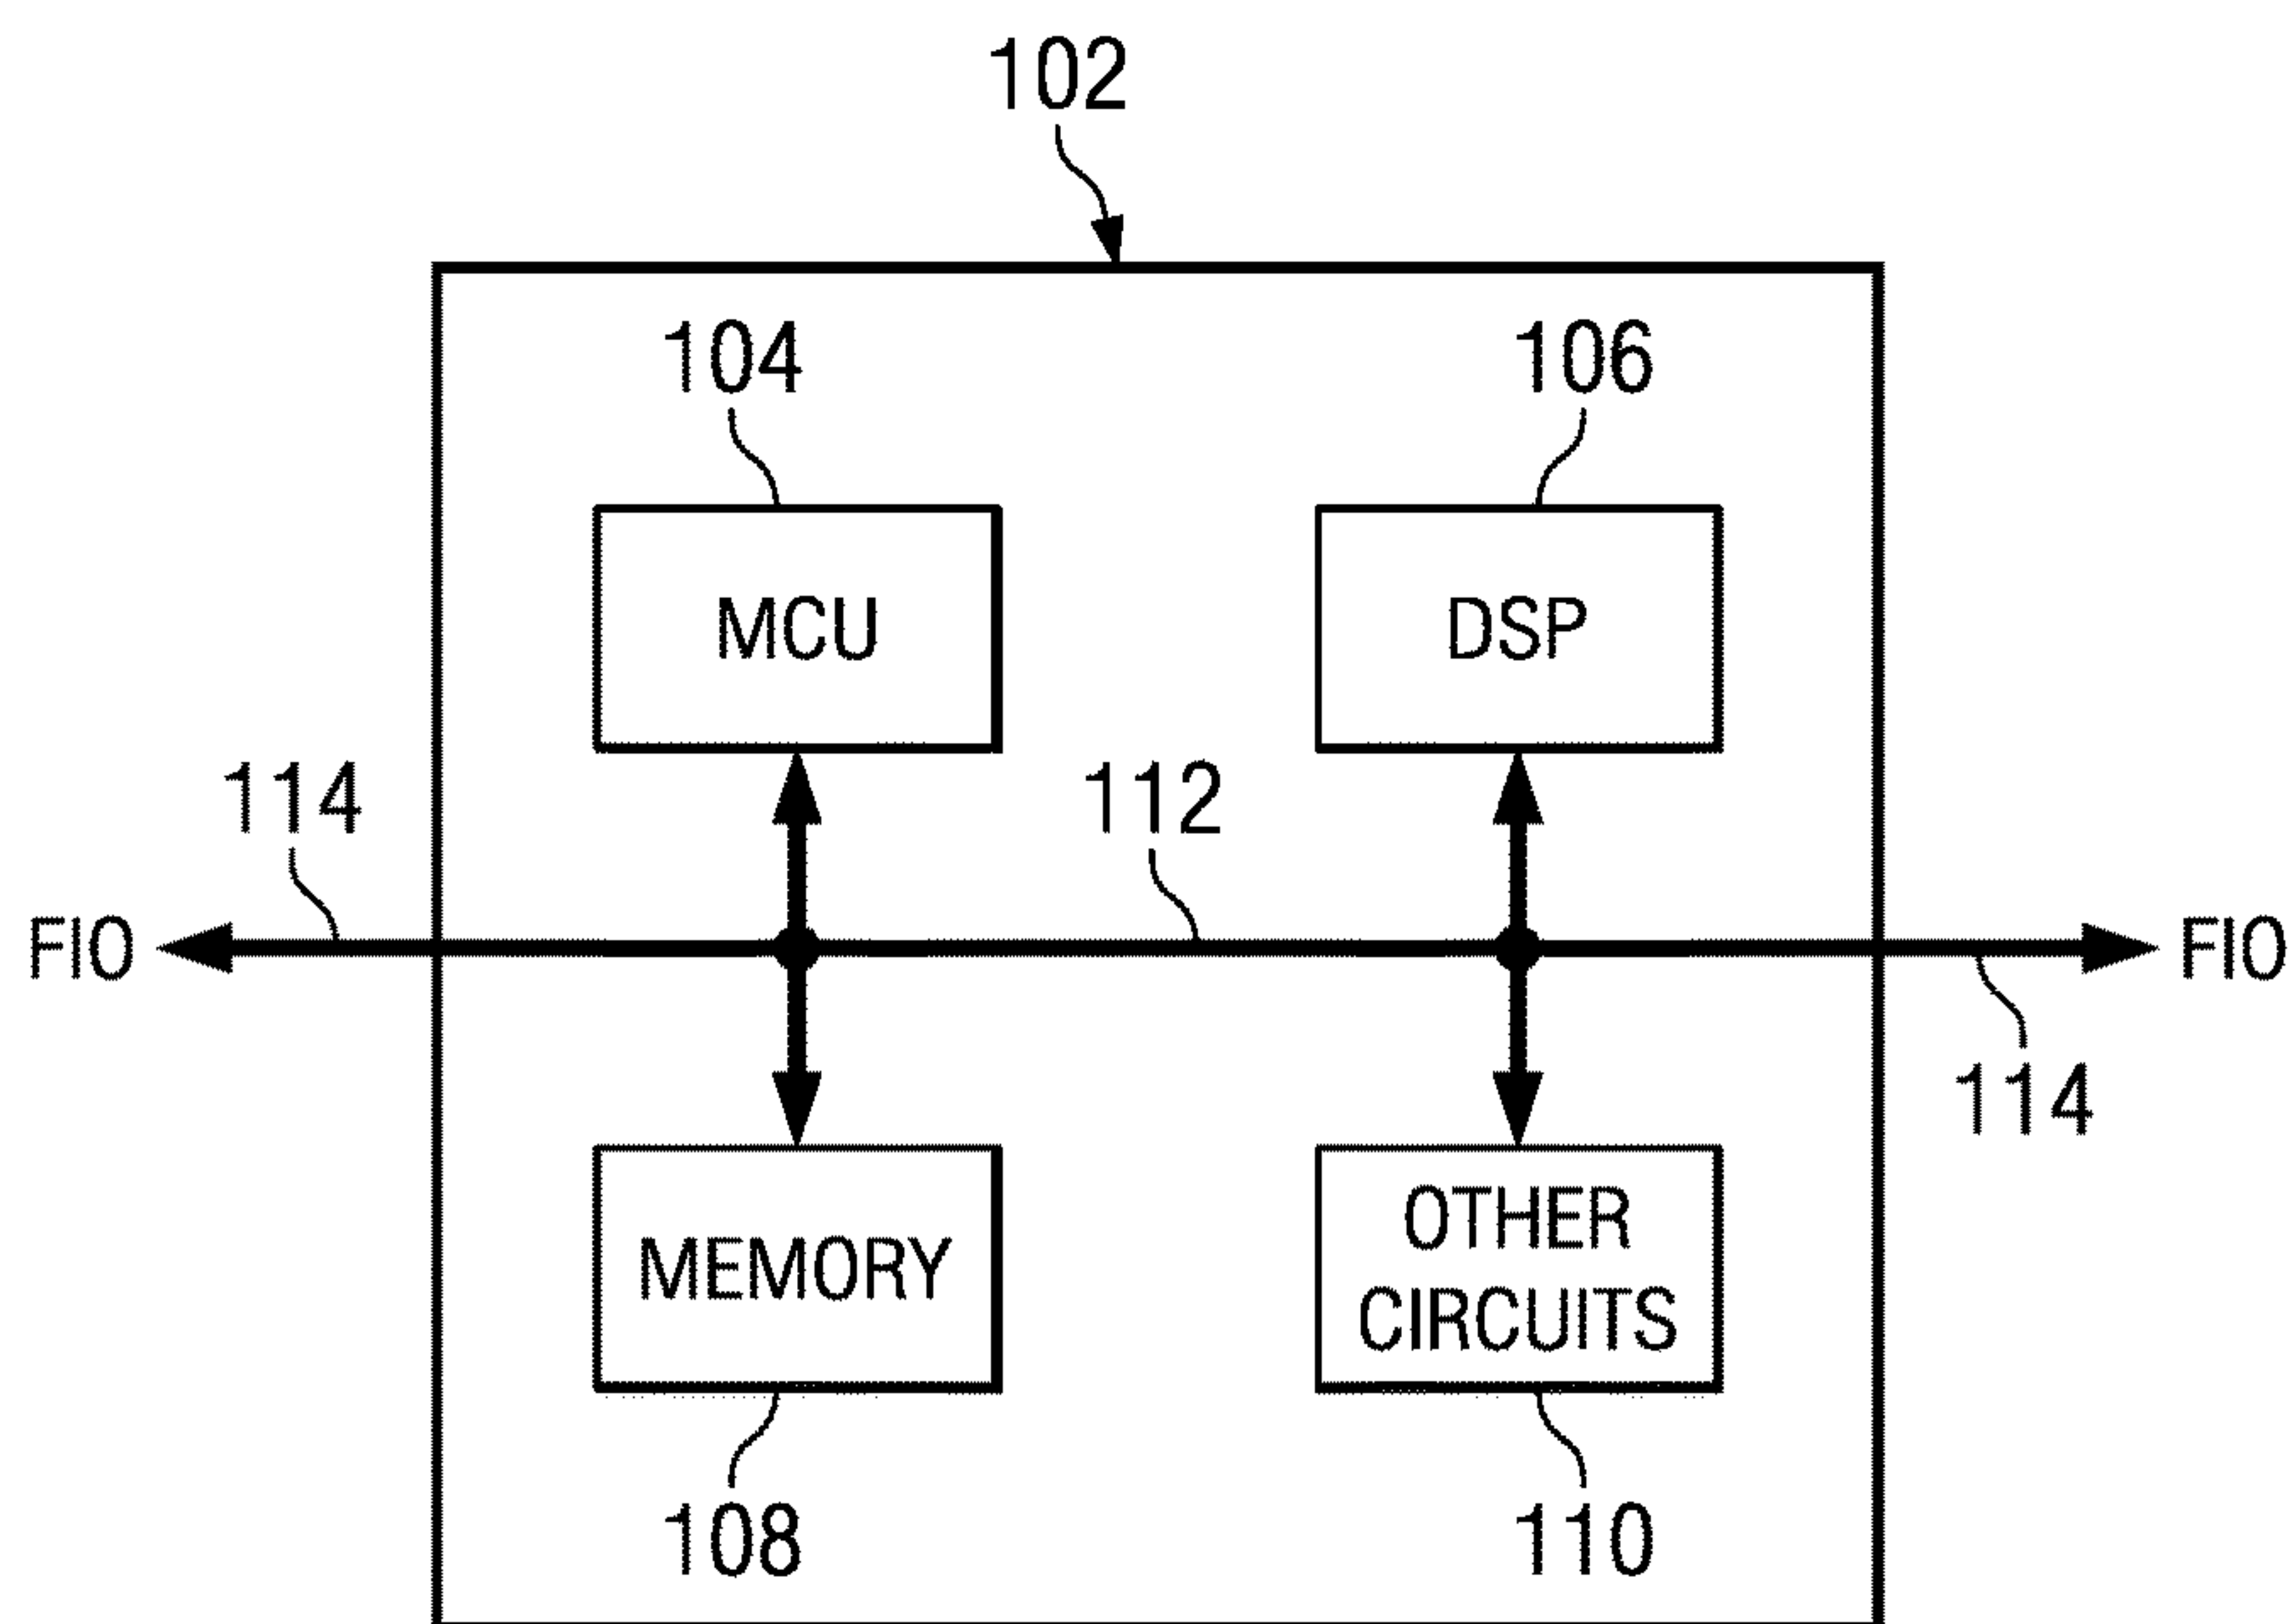 102
104
106
MCU
DSP
114
112
FIO
FIO
114
MEMORY
OTHER
CIRCUITS
108
110